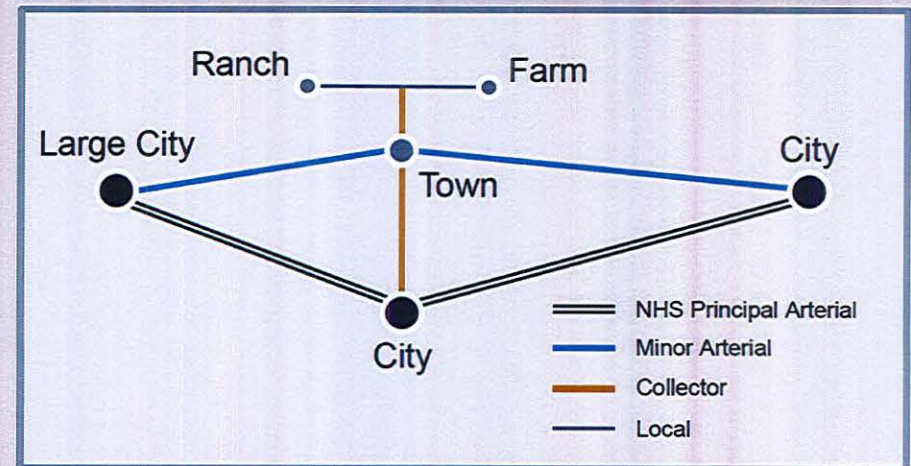 Ranch
Farm
Large City
City
Town
City
NHS Principal Arterial
Minor Arterial
Collector
Local